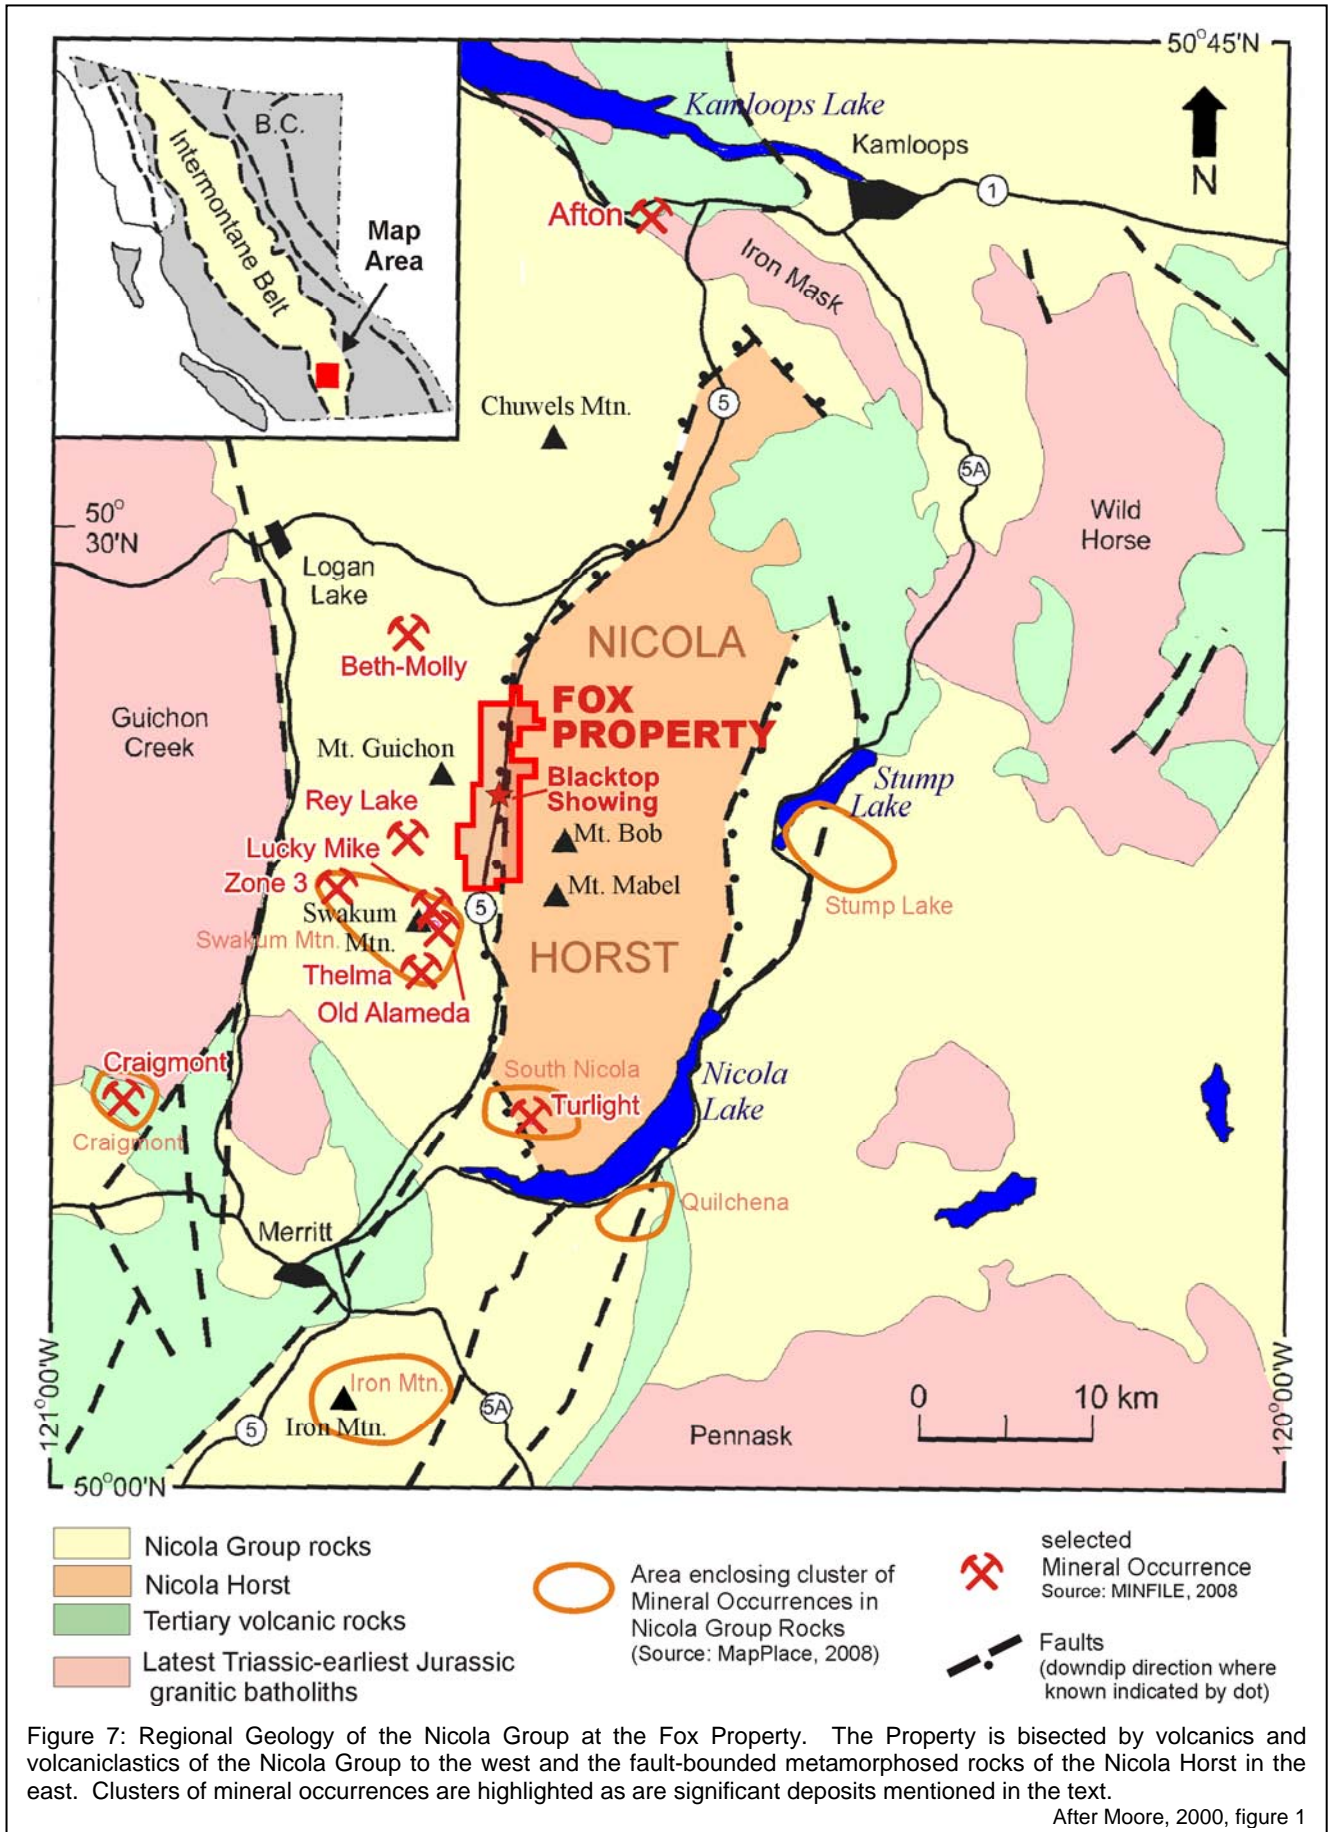 50°45'N
B.C.
Intermontane Belt
Map
Area
Kamloops Lake
Kamloops
1
N
Afton
Iron Mask
Chuwels Mtn.
5
5A
50°
30'N
Logan
Lake
Wild
Horse
Beth-Molly
NICOLA
Guichon
Creek
FOX
PROPERTY
Mt. Guichon
Blacktop
Showing
Stump
Lake
Rey Lake
Mt. Bob
Lucky Mike
Zone 3
Mt. Mabel
5
Stump Lake
Swakum
Mtn.
Swakum Mtn.
HORST
Thelma
Old Alameda
Craigmont
South Nicola
Nicola
Lake
Turlight
Craigmont
Quilchena
Merritt
121°00'W
120°00'W
Iron Mtn.
Iron Mtn.
5
5A
0 10 km
Pennask
50°00'N
Nicola Group rocks
Nicola Horst
Tertiary volcanic rocks
Latest Triassic-earliest Jurassic
granitic batholiths
Area enclosing cluster of
Mineral Occurrences in
Nicola Group Rocks
(Source: MapPlace, 2008)
selected
Mineral Occurrence
Source: MINFILE, 2008
Faults
(downdip direction where
known indicated by dot)
Figure 7: Regional Geology of the Nicola Group at the Fox Property. The Property is bisected by volcanics and
volcaniclastics of the Nicola Group to the west and the fault-bounded metamorphosed rocks of the Nicola Horst in the
east. Clusters of mineral occurrences are highlighted as are significant deposits mentioned in the text.
After Moore, 2000, figure 1